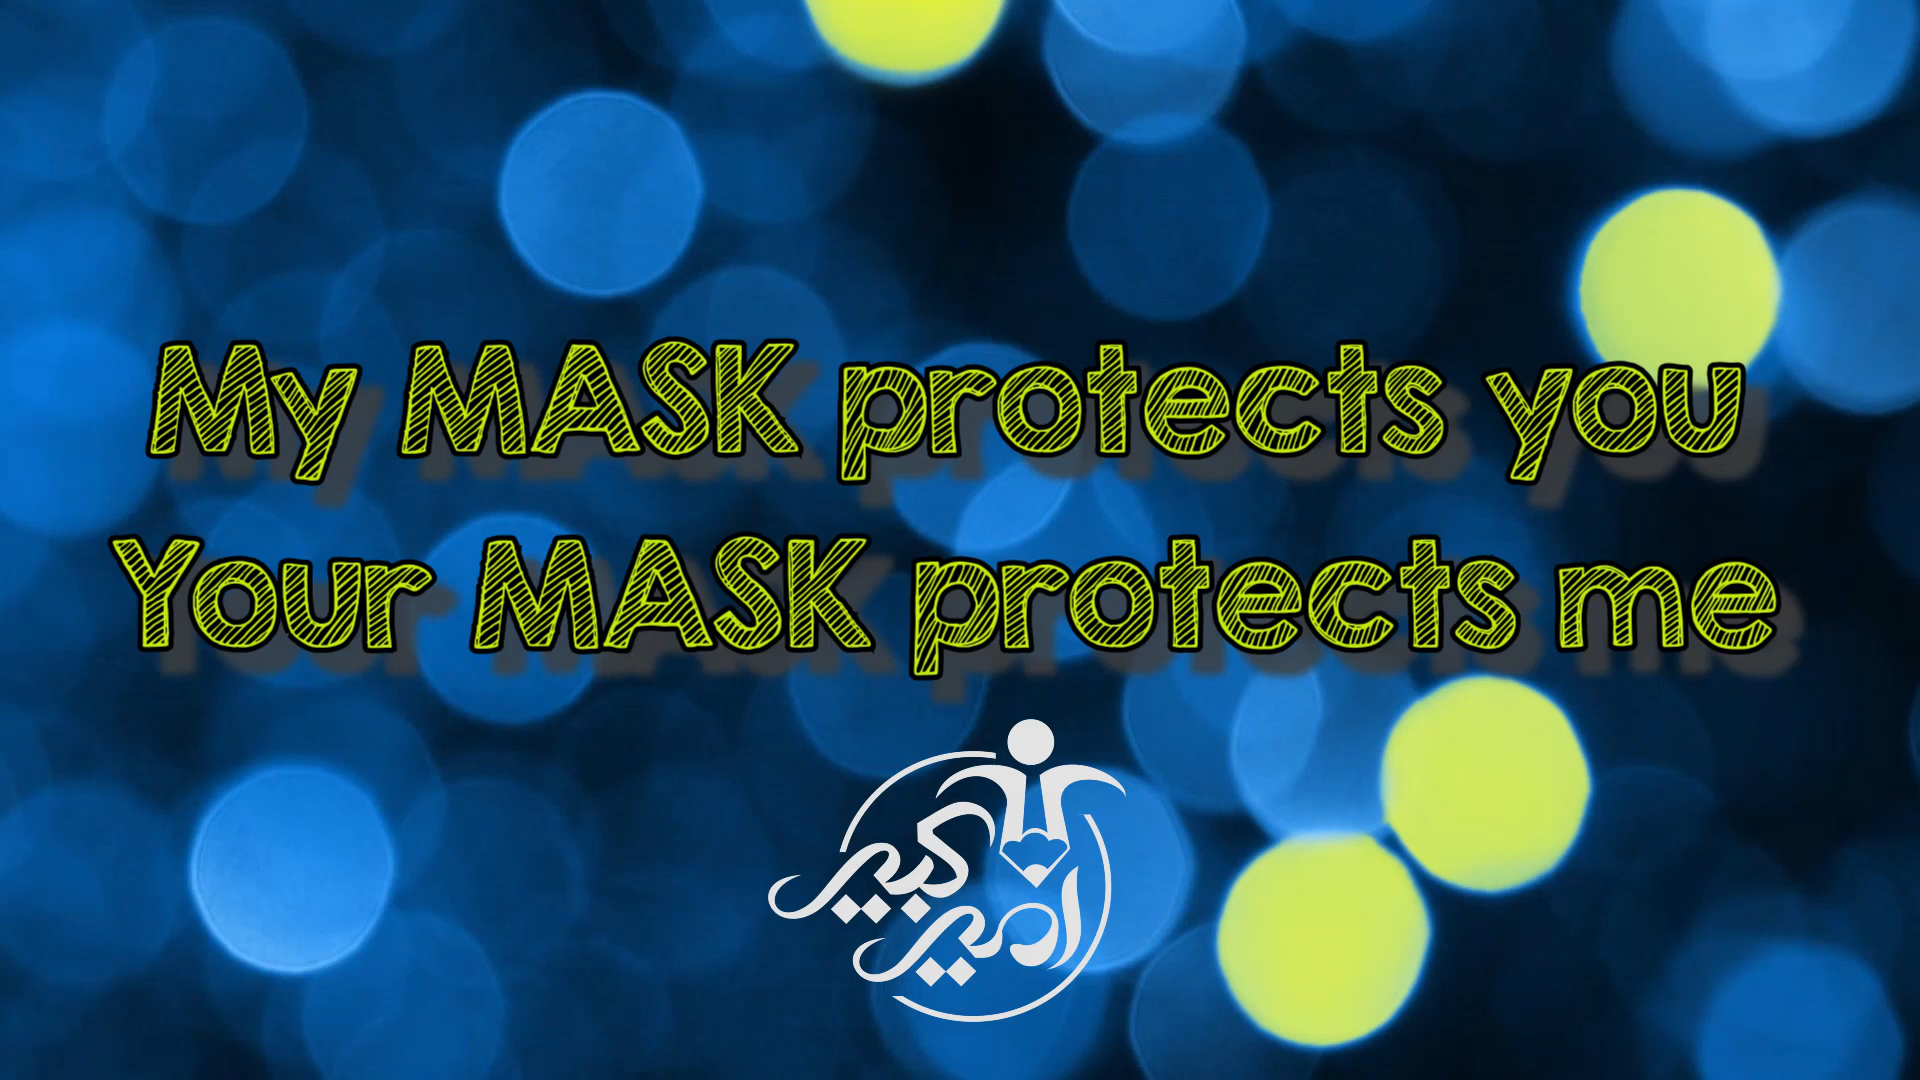 My MASK protects you
Your MASK protects me
امیر
کبیر